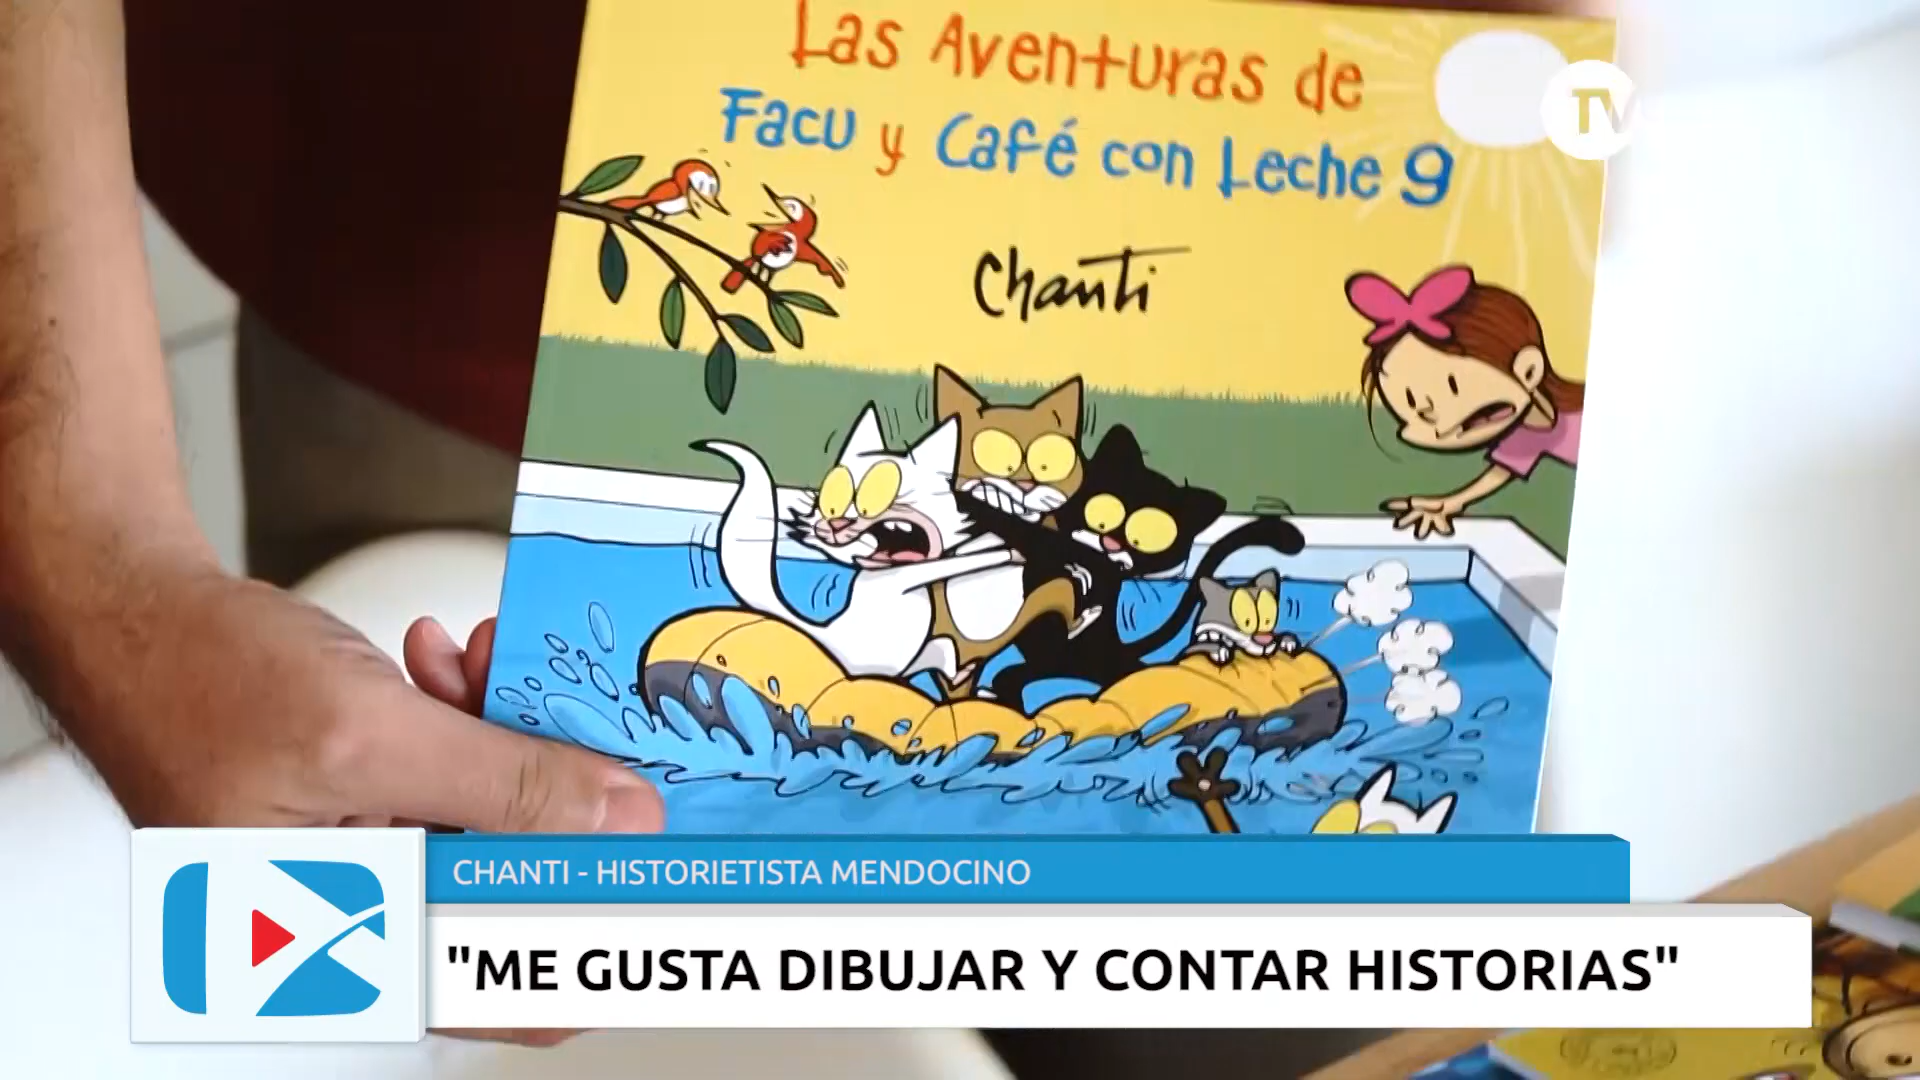 Las Aventuras de
Facu y Café con Leche 9
Chanti
TV
CHANTI - HISTORIETISTA MENDOCINO
"ME GUSTA DIBUJAR Y CONTAR HISTORIAS"